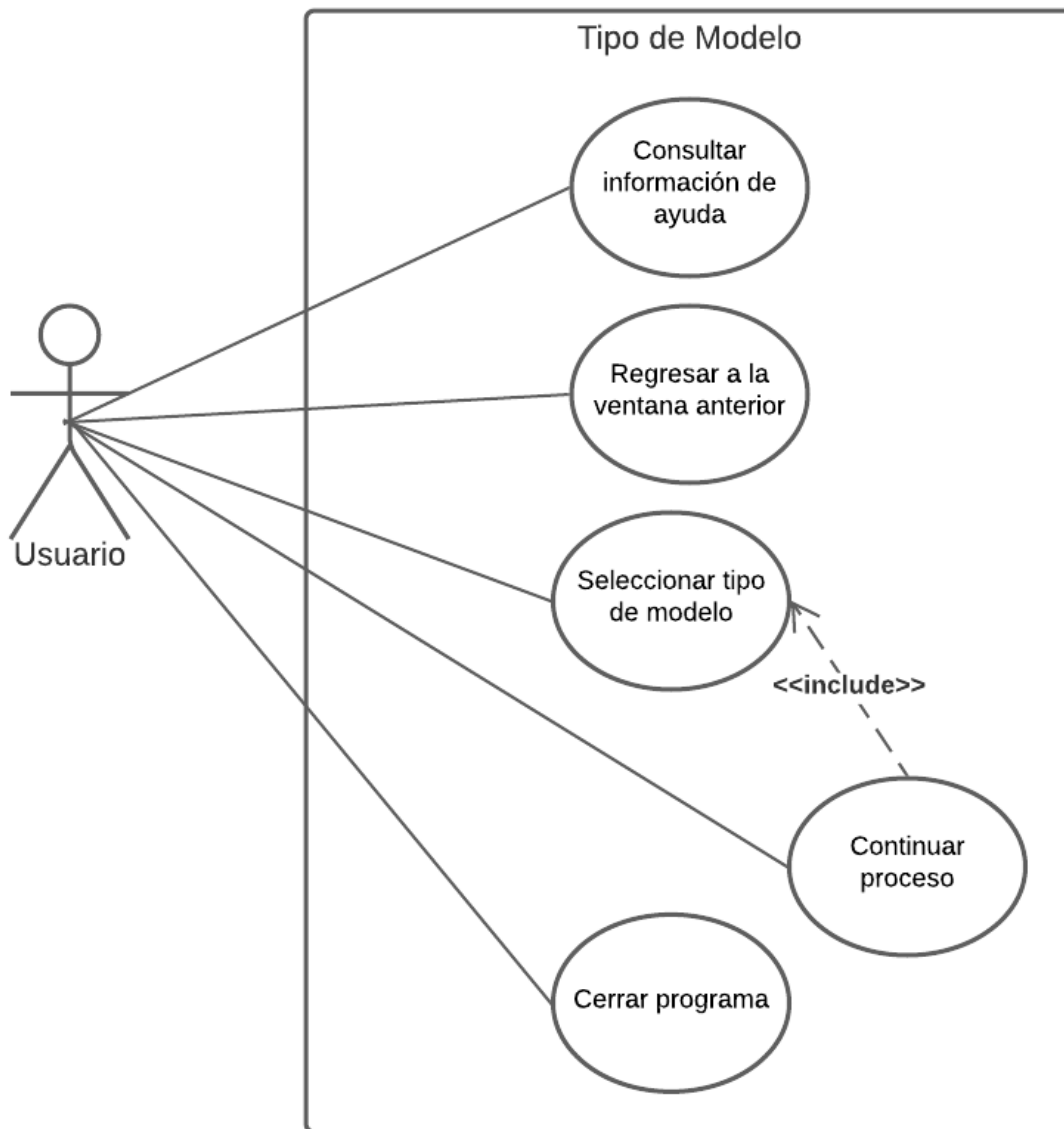 Tipo de Modelo
Consultar
información de
ayuda
Regresar a la
ventana anterior
Usuario
Seleccionar tipo
de modelo
<<include>>
Continuar
proceso
Cerrar programa